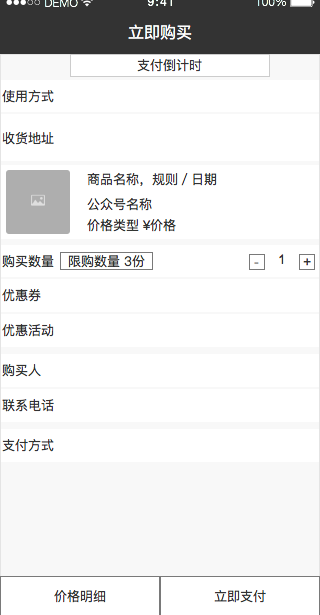 DEMO 9:41 100%
立即购买
支付倒计时
使用方式
收货地址
商品名称，规则 / 日期
公众号名称
价格类型 ¥价格
购买数量 限购数量 3份 - 1 +
优惠券
优惠活动
购买人
联系电话
支付方式
价格明细 立即支付